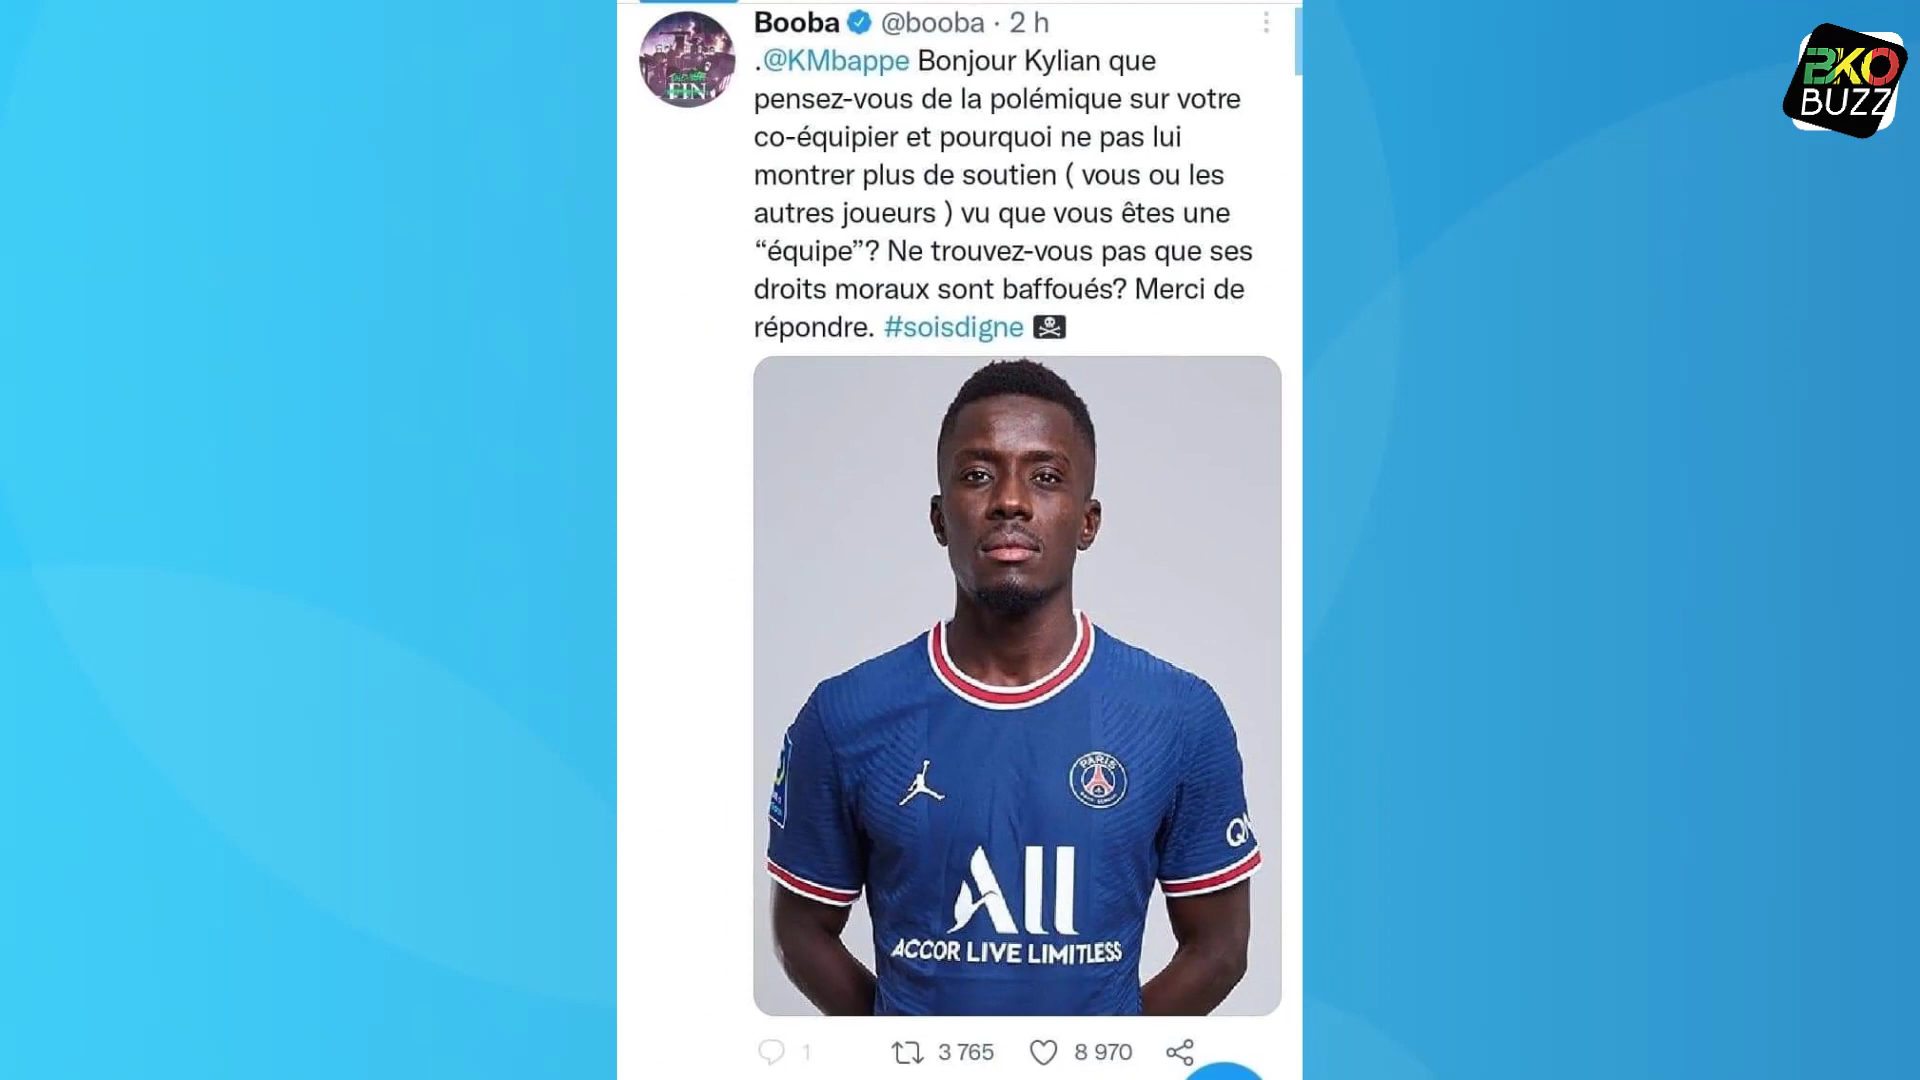 Booba @booba · 2 h
.@KMbappe Bonjour Kylian que
pensez-vous de la polémique sur votre
co-équipier et pourquoi ne pas lui
montrer plus de soutien ( vous ou les
autres joueurs ) vu que vous êtes une
“équipe”? Ne trouvez-vous pas que ses
droits moraux sont baffoués? Merci de
répondre. #soisdigne
FIN
BKO
BUZZ
PARIS
QN
All
ACCOR LIVE LIMITLESS
1
3 765
8 970